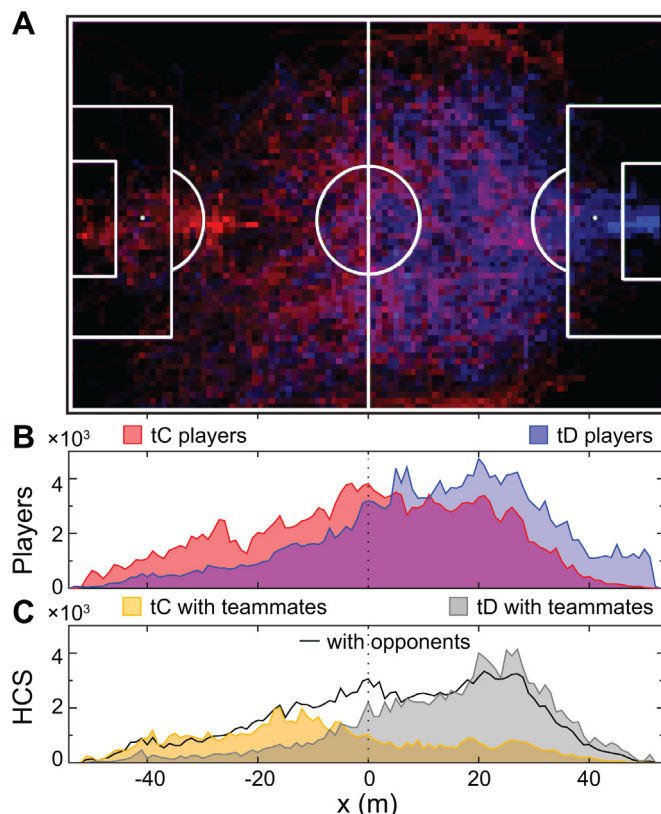 A
B ×10³ tC players tD players
4
2
0
Players
C ×10³ tC with teammates tD with teammates
with opponents
4
2
0
HCS
-40 -20 0 20 40
x (m)